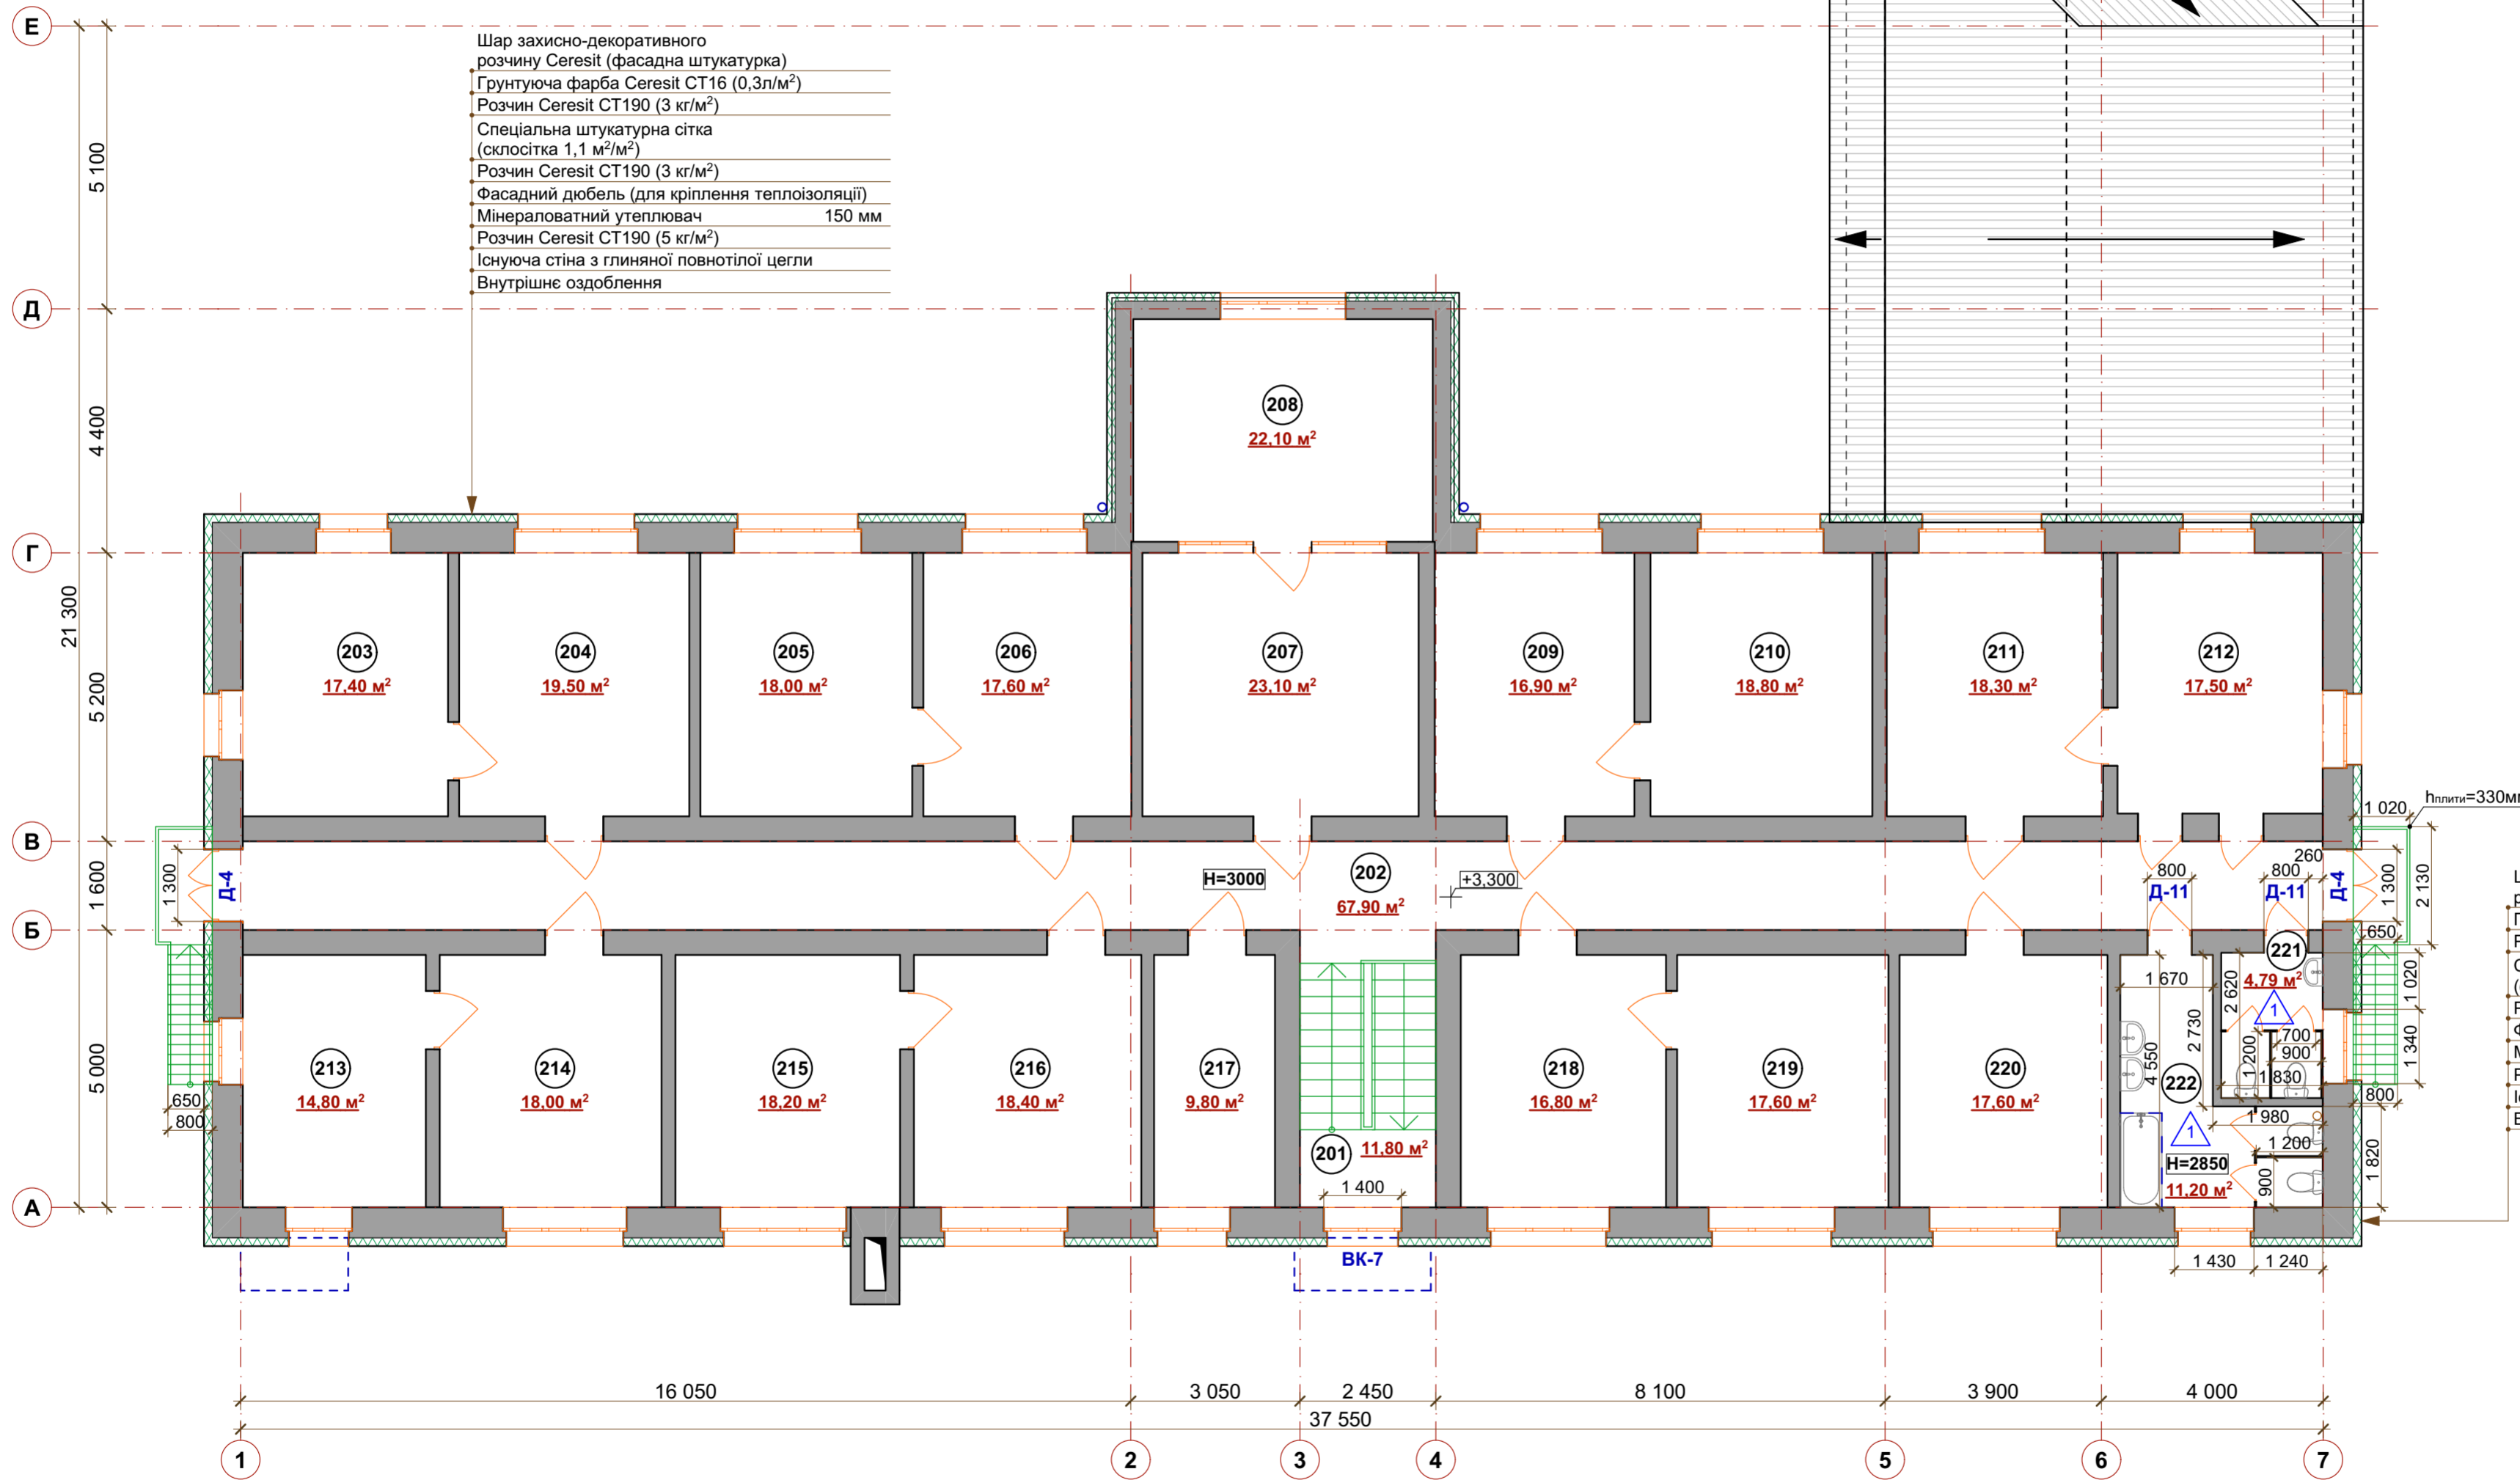 Е
Шар захисно-декоративного
розчину Ceresit (фасадна штукатурка)
Грунтуюча фарба Ceresit CT16 (0,3л/м²)
Розчин Ceresit CT190 (3 кг/м²)
Спеціальна штукатурна сітка
(склосітка 1,1 м²/м²)
Розчин Ceresit CT190 (3 кг/м²)
Фасадний дюбель (для кріплення теплоізоляції)
Мінераловатний утеплювач 150 мм
Розчин Ceresit CT190 (5 кг/м²)
Існуюча стіна з глиняної повнотілої цегли
Внутрішнє оздоблення
5 100
Д
4 400
208
22,10 м²
Г
21 300
5 200
203
17,40 м²
204
19,50 м²
205
18,00 м²
206
17,60 м²
207
23,10 м²
209
16,90 м²
210
18,80 м²
211
18,30 м²
212
17,50 м²
1 020
hплити=330м
В
1 600
1 300
Д-4
H=3000
202
67,90 м²
+3,300
800
Д-11
800
260
Д-11
Д-4
1 300
2 130
Б
650
5 000
221
4,79 м²
1
1 670
2 620
2 730
4 550
1 020
1 340
700
900
1 200
1 830
213
14,80 м²
214
18,00 м²
215
18,20 м²
216
18,40 м²
217
9,80 м²
218
16,80 м²
219
17,60 м²
220
17,60 м²
222
1
650
800
800
1 980
1 200
1 820
900
201
11,80 м²
H=2850
11,20 м²
1 400
А
ВК-7
1 430
1 240
16 050
3 050
2 450
8 100
3 900
4 000
37 550
1
2
3
4
5
6
7